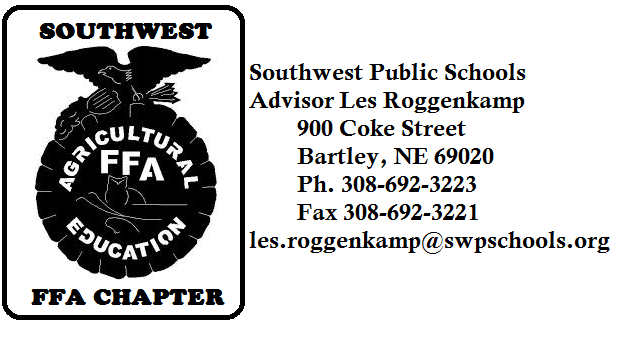 SOUTHWEST
AGRICULTURAL
FFA
EDUCATION
FFA CHAPTER
Southwest Public Schools
Advisor Les Roggenkamp
900 Coke Street
Bartley, NE 69020
Ph. 308-692-3223
Fax 308-692-3221
les.roggenkamp@swpschools.org